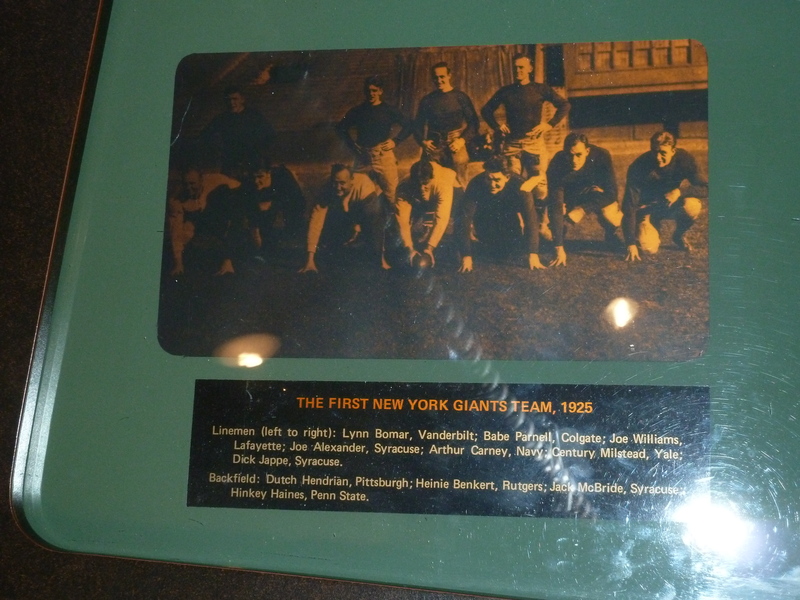 THE FIRST NEW YORK GIANTS TEAM, 1925
Linemen (left to right): Lynn Bomar, Vanderbilt; Babe Parnell, Colgate; Joe Williams,
Lafayette; Joe Alexander, Syracuse; Arthur Carney, Navy; Century Milstead, Yale;
Dick Jappe, Syracuse.
Backfield: Dutch Hendrian, Pittsburgh; Heinie Benkert, Rutgers; Jack McBride, Syracuse;
Hinkey Haines, Penn State.